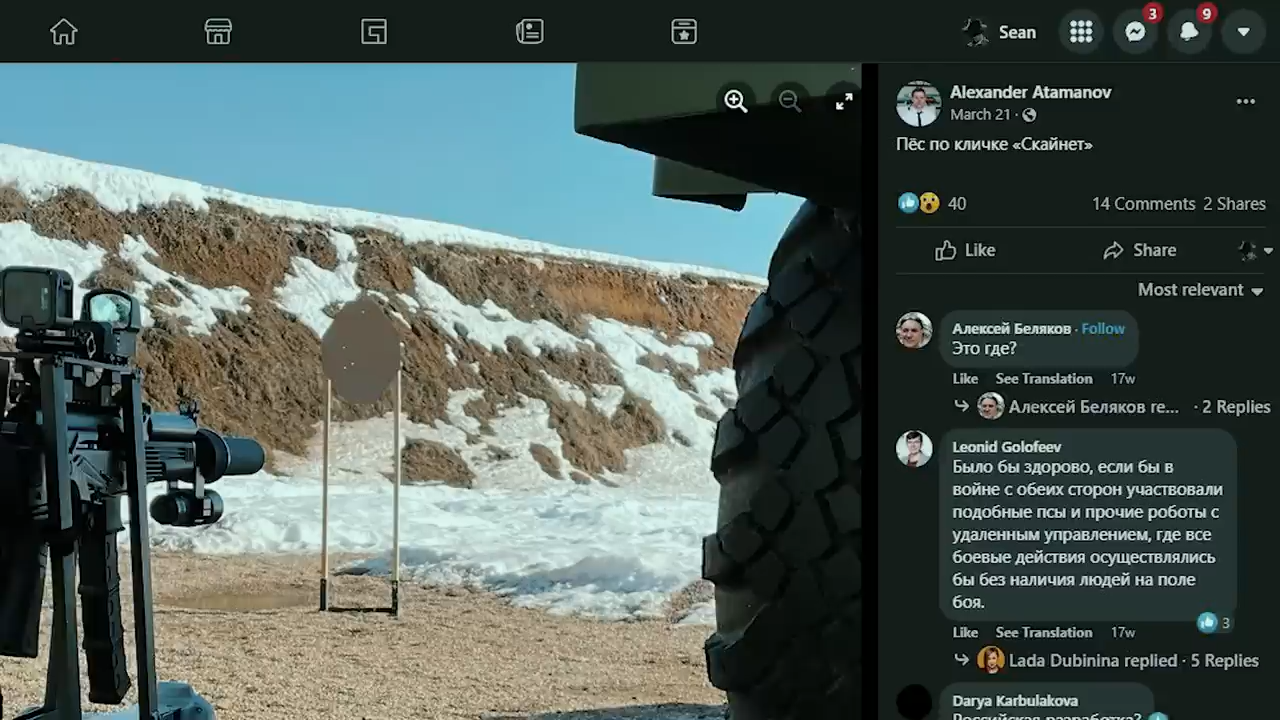 Sean
3
9
Alexander Atamanov
March 21 ·
Пёс по кличке «Скайнет»
40
14 Comments 2 Shares
Like
Share
Most relevant
Алексей Беляков · Follow
Это где?
Like See Translation 17w
Алексей Беляков re... · 2 Replies
Leonid Golofeev
Было бы здорово, если бы в
войне с обеих сторон участвовали
подобные псы и прочие роботы с
удаленным управлением, где все
боевые действия осуществлялись
бы без наличия людей на поле
боя.
3
Like See Translation 17w
Lada Dubinina replied · 5 Replies
Darya Karbulakova
Российская разработка?